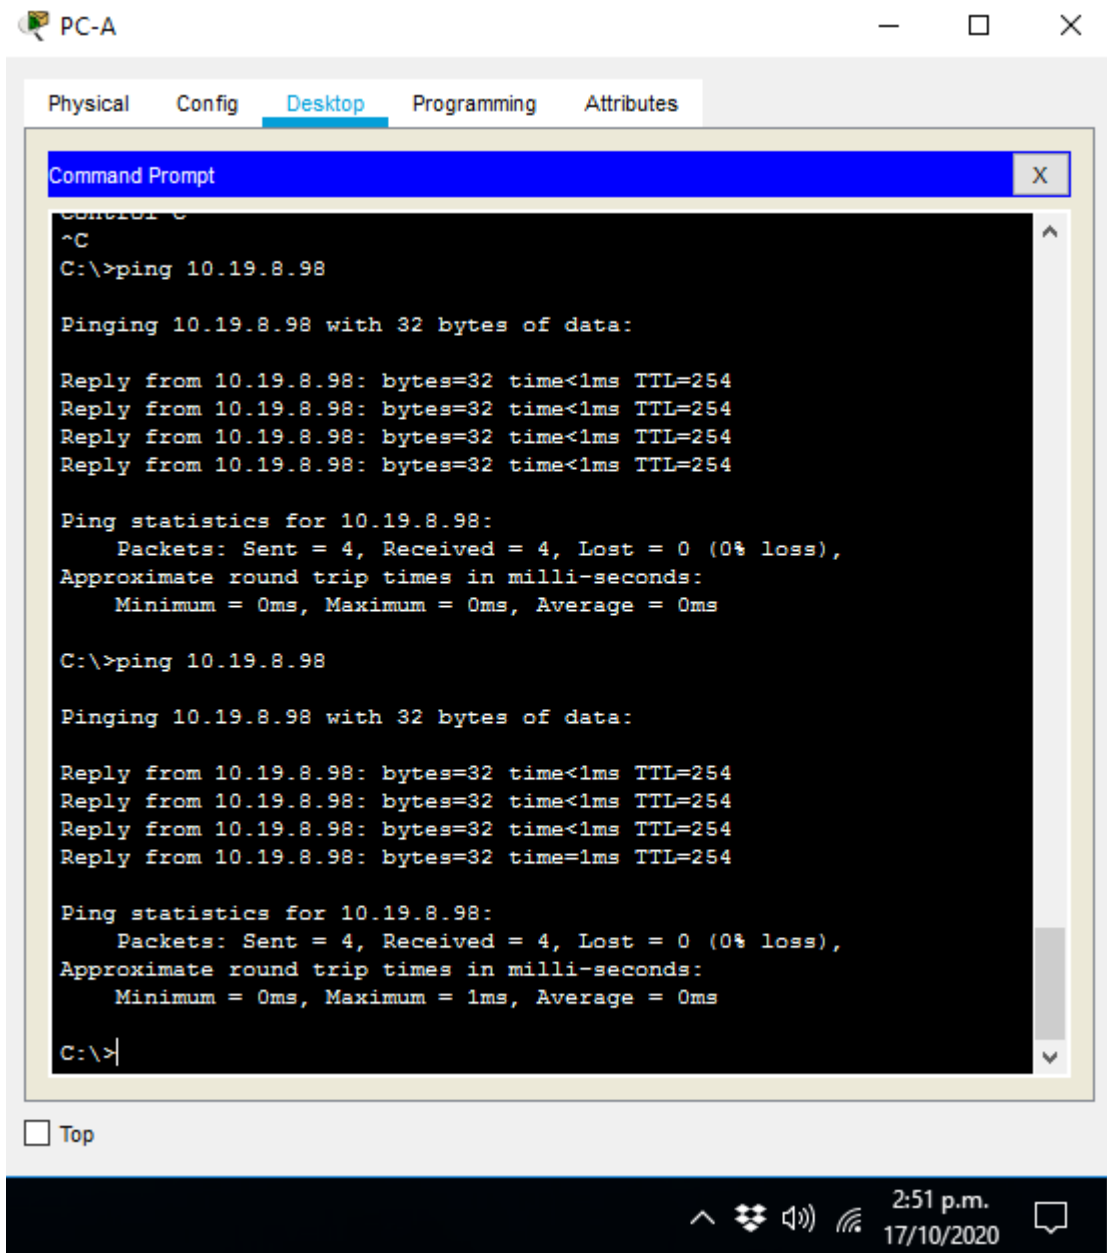 PC-A
Physical Config Desktop Programming Attributes
Command Prompt X
Control-C
^C
C:\>ping 10.19.8.98
Pinging 10.19.8.98 with 32 bytes of data:
Reply from 10.19.8.98: bytes=32 time<1ms TTL=254
Reply from 10.19.8.98: bytes=32 time<1ms TTL=254
Reply from 10.19.8.98: bytes=32 time<1ms TTL=254
Reply from 10.19.8.98: bytes=32 time<1ms TTL=254
Ping statistics for 10.19.8.98:
Packets: Sent = 4, Received = 4, Lost = 0 (0% loss),
Approximate round trip times in milli-seconds:
Minimum = 0ms, Maximum = 0ms, Average = 0ms
C:\>ping 10.19.8.98
Pinging 10.19.8.98 with 32 bytes of data:
Reply from 10.19.8.98: bytes=32 time<1ms TTL=254
Reply from 10.19.8.98: bytes=32 time<1ms TTL=254
Reply from 10.19.8.98: bytes=32 time<1ms TTL=254
Reply from 10.19.8.98: bytes=32 time=1ms TTL=254
Ping statistics for 10.19.8.98:
Packets: Sent = 4, Received = 4, Lost = 0 (0% loss),
Approximate round trip times in milli-seconds:
Minimum = 0ms, Maximum = 1ms, Average = 0ms
C:\>
Top
2:51 p.m.
17/10/2020